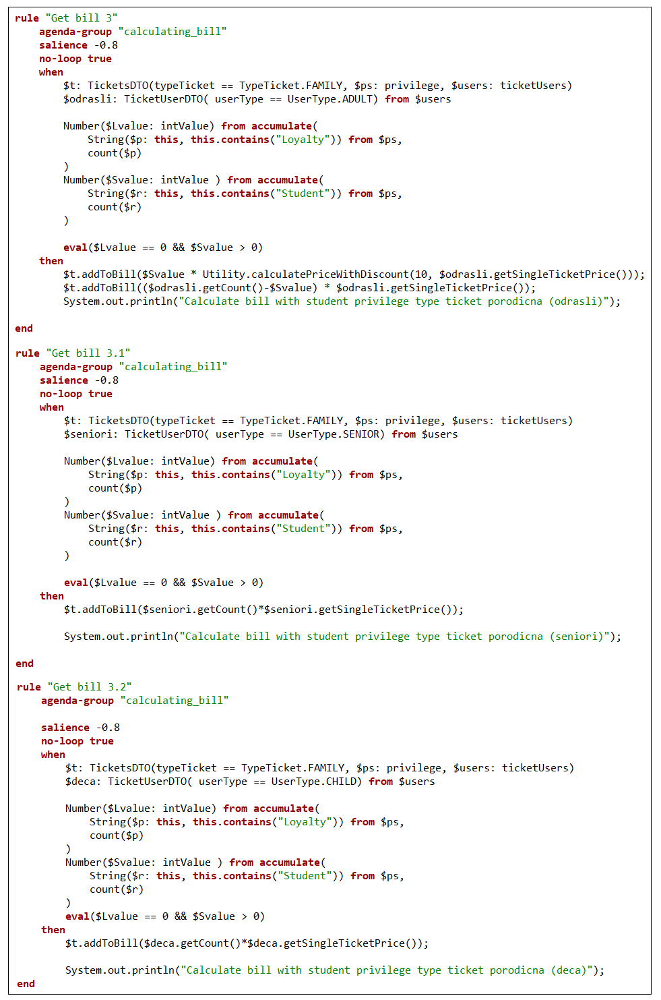 rule "Get bill 3"
    agenda-group "calculating_bill"
    salience -0.8
    no-loop true
    when
        $t: TicketsDTO(typeTicket == TypeTicket.FAMILY, $ps: privilege, $users: ticketUsers)
        $odrasli: TicketUserDTO( userType == UserType.ADULT) from $users

        Number($Lvalue: intValue) from accumulate(
            String($p: this, this.contains("Loyalty")) from $ps,
            count($p)
        )
        Number($Svalue: intValue ) from accumulate(
            String($r: this, this.contains("Student")) from $ps,
            count($r)
        )

        eval($Lvalue == 0 && $Svalue > 0)
    then
        $t.addToBill($Svalue * Utility.calculatePriceWithDiscount(10, $odrasli.getSingleTicketPrice()));
        $t.addToBill(($odrasli.getCount()-$Svalue) * $odrasli.getSingleTicketPrice());
        System.out.println("Calculate bill with student privilege type ticket porodicna (odrasli)");

end

rule "Get bill 3.1"
    agenda-group "calculating_bill"
    salience -0.8
    no-loop true
    when
        $t: TicketsDTO(typeTicket == TypeTicket.FAMILY, $ps: privilege, $users: ticketUsers)
        $seniori: TicketUserDTO( userType == UserType.SENIOR) from $users

        Number($Lvalue: intValue) from accumulate(
            String($p: this, this.contains("Loyalty")) from $ps,
            count($p)
        )
        Number($Svalue: intValue ) from accumulate(
            String($r: this, this.contains("Student")) from $ps,
            count($r)
        )

        eval($Lvalue == 0 && $Svalue > 0)
    then
        $t.addToBill($seniori.getCount()*$seniori.getSingleTicketPrice());

        System.out.println("Calculate bill with student privilege type ticket porodicna (seniori)");

end

rule "Get bill 3.2"
    agenda-group "calculating_bill"

    salience -0.8
    no-loop true
    when
        $t: TicketsDTO(typeTicket == TypeTicket.FAMILY, $ps: privilege, $users: ticketUsers)
        $deca: TicketUserDTO( userType == UserType.CHILD) from $users

        Number($Lvalue: intValue) from accumulate(
            String($p: this, this.contains("Loyalty")) from $ps,
            count($p)
        )
        Number($Svalue: intValue ) from accumulate(
            String($r: this, this.contains("Student")) from $ps,
            count($r)
        )
        eval($Lvalue == 0 && $Svalue > 0)
    then
        $t.addToBill($deca.getCount()*$deca.getSingleTicketPrice());

        System.out.println("Calculate bill with student privilege type ticket porodicna (deca)");
end